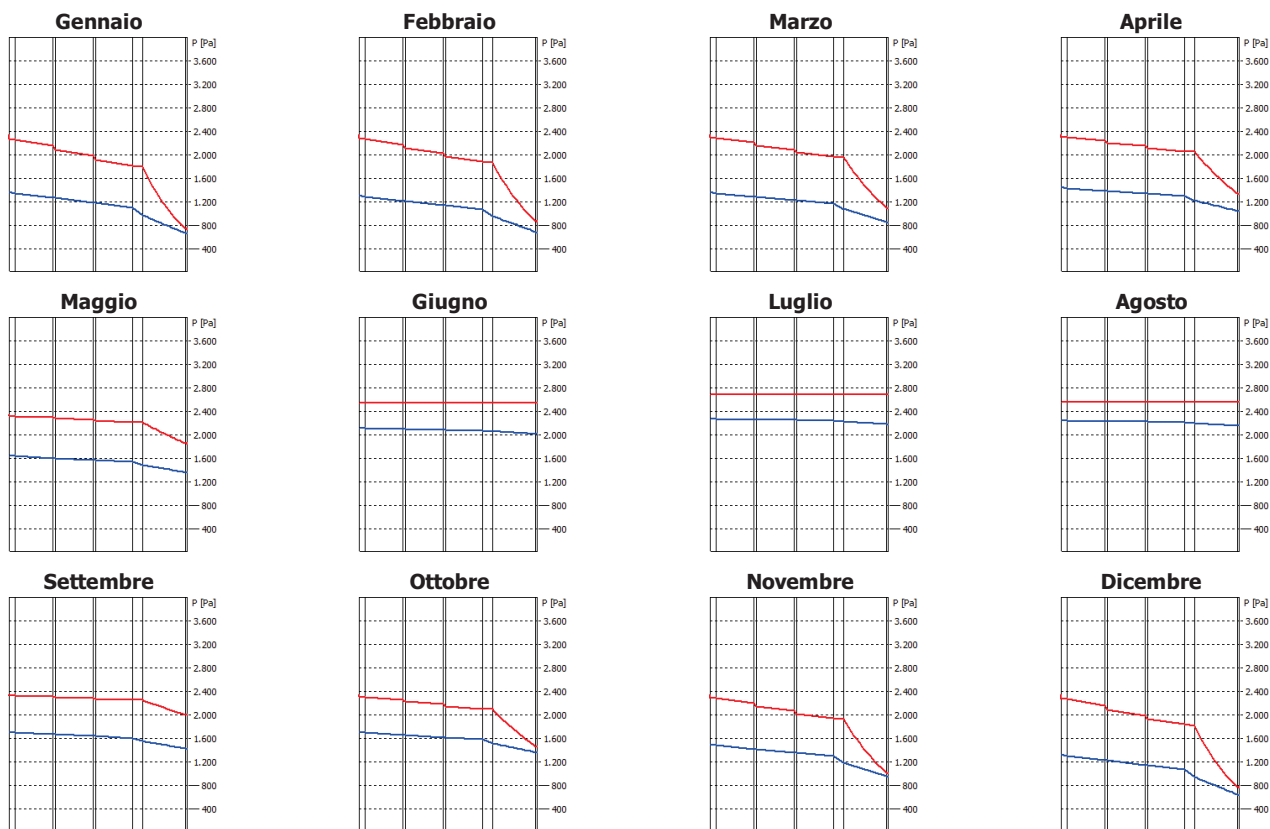 Gennaio Febbraio Marzo Aprile
P [Pa] P [Pa] P [Pa] P [Pa]
3.600 3.600 3.600 3.600
3.200 3.200 3.200 3.200
2.800 2.800 2.800 2.800
2.400 2.400 2.400 2.400
2.000 2.000 2.000 2.000
1.600 1.600 1.600 1.600
1.200 1.200 1.200 1.200
800 800 800 800
400 400 400 400
Maggio Giugno Luglio Agosto
P [Pa] P [Pa] P [Pa] P [Pa]
3.600 3.600 3.600 3.600
3.200 3.200 3.200 3.200
2.800 2.800 2.800 2.800
2.400 2.400 2.400 2.400
2.000 2.000 2.000 2.000
1.600 1.600 1.600 1.600
1.200 1.200 1.200 1.200
800 800 800 800
400 400 400 400
Settembre Ottobre Novembre Dicembre
P [Pa] P [Pa] P [Pa] P [Pa]
3.600 3.600 3.600 3.600
3.200 3.200 3.200 3.200
2.800 2.800 2.800 2.800
2.400 2.400 2.400 2.400
2.000 2.000 2.000 2.000
1.600 1.600 1.600 1.600
1.200 1.200 1.200 1.200
800 800 800 800
400 400 400 400